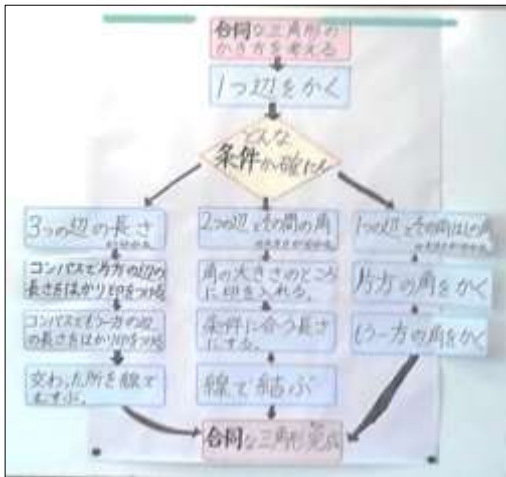 合同な三角形の
かき方を考える
1つ辺をかく
どんな
条件か確に
3つの辺の長さ
コンパスで片方の辺の
長さをはかり印をつける
コンパスでもう一方の辺
の長さをはかり印をつける
交わった所を線で
むすぶ。
2つの辺とその間の角
角の大きさのところ
に印を入れる。
条件に合う長さ
にする。
線で結ぶ
1つの辺とその両はしの角
片方の角をかく
もう一方の角をかく
合同な三角形完成